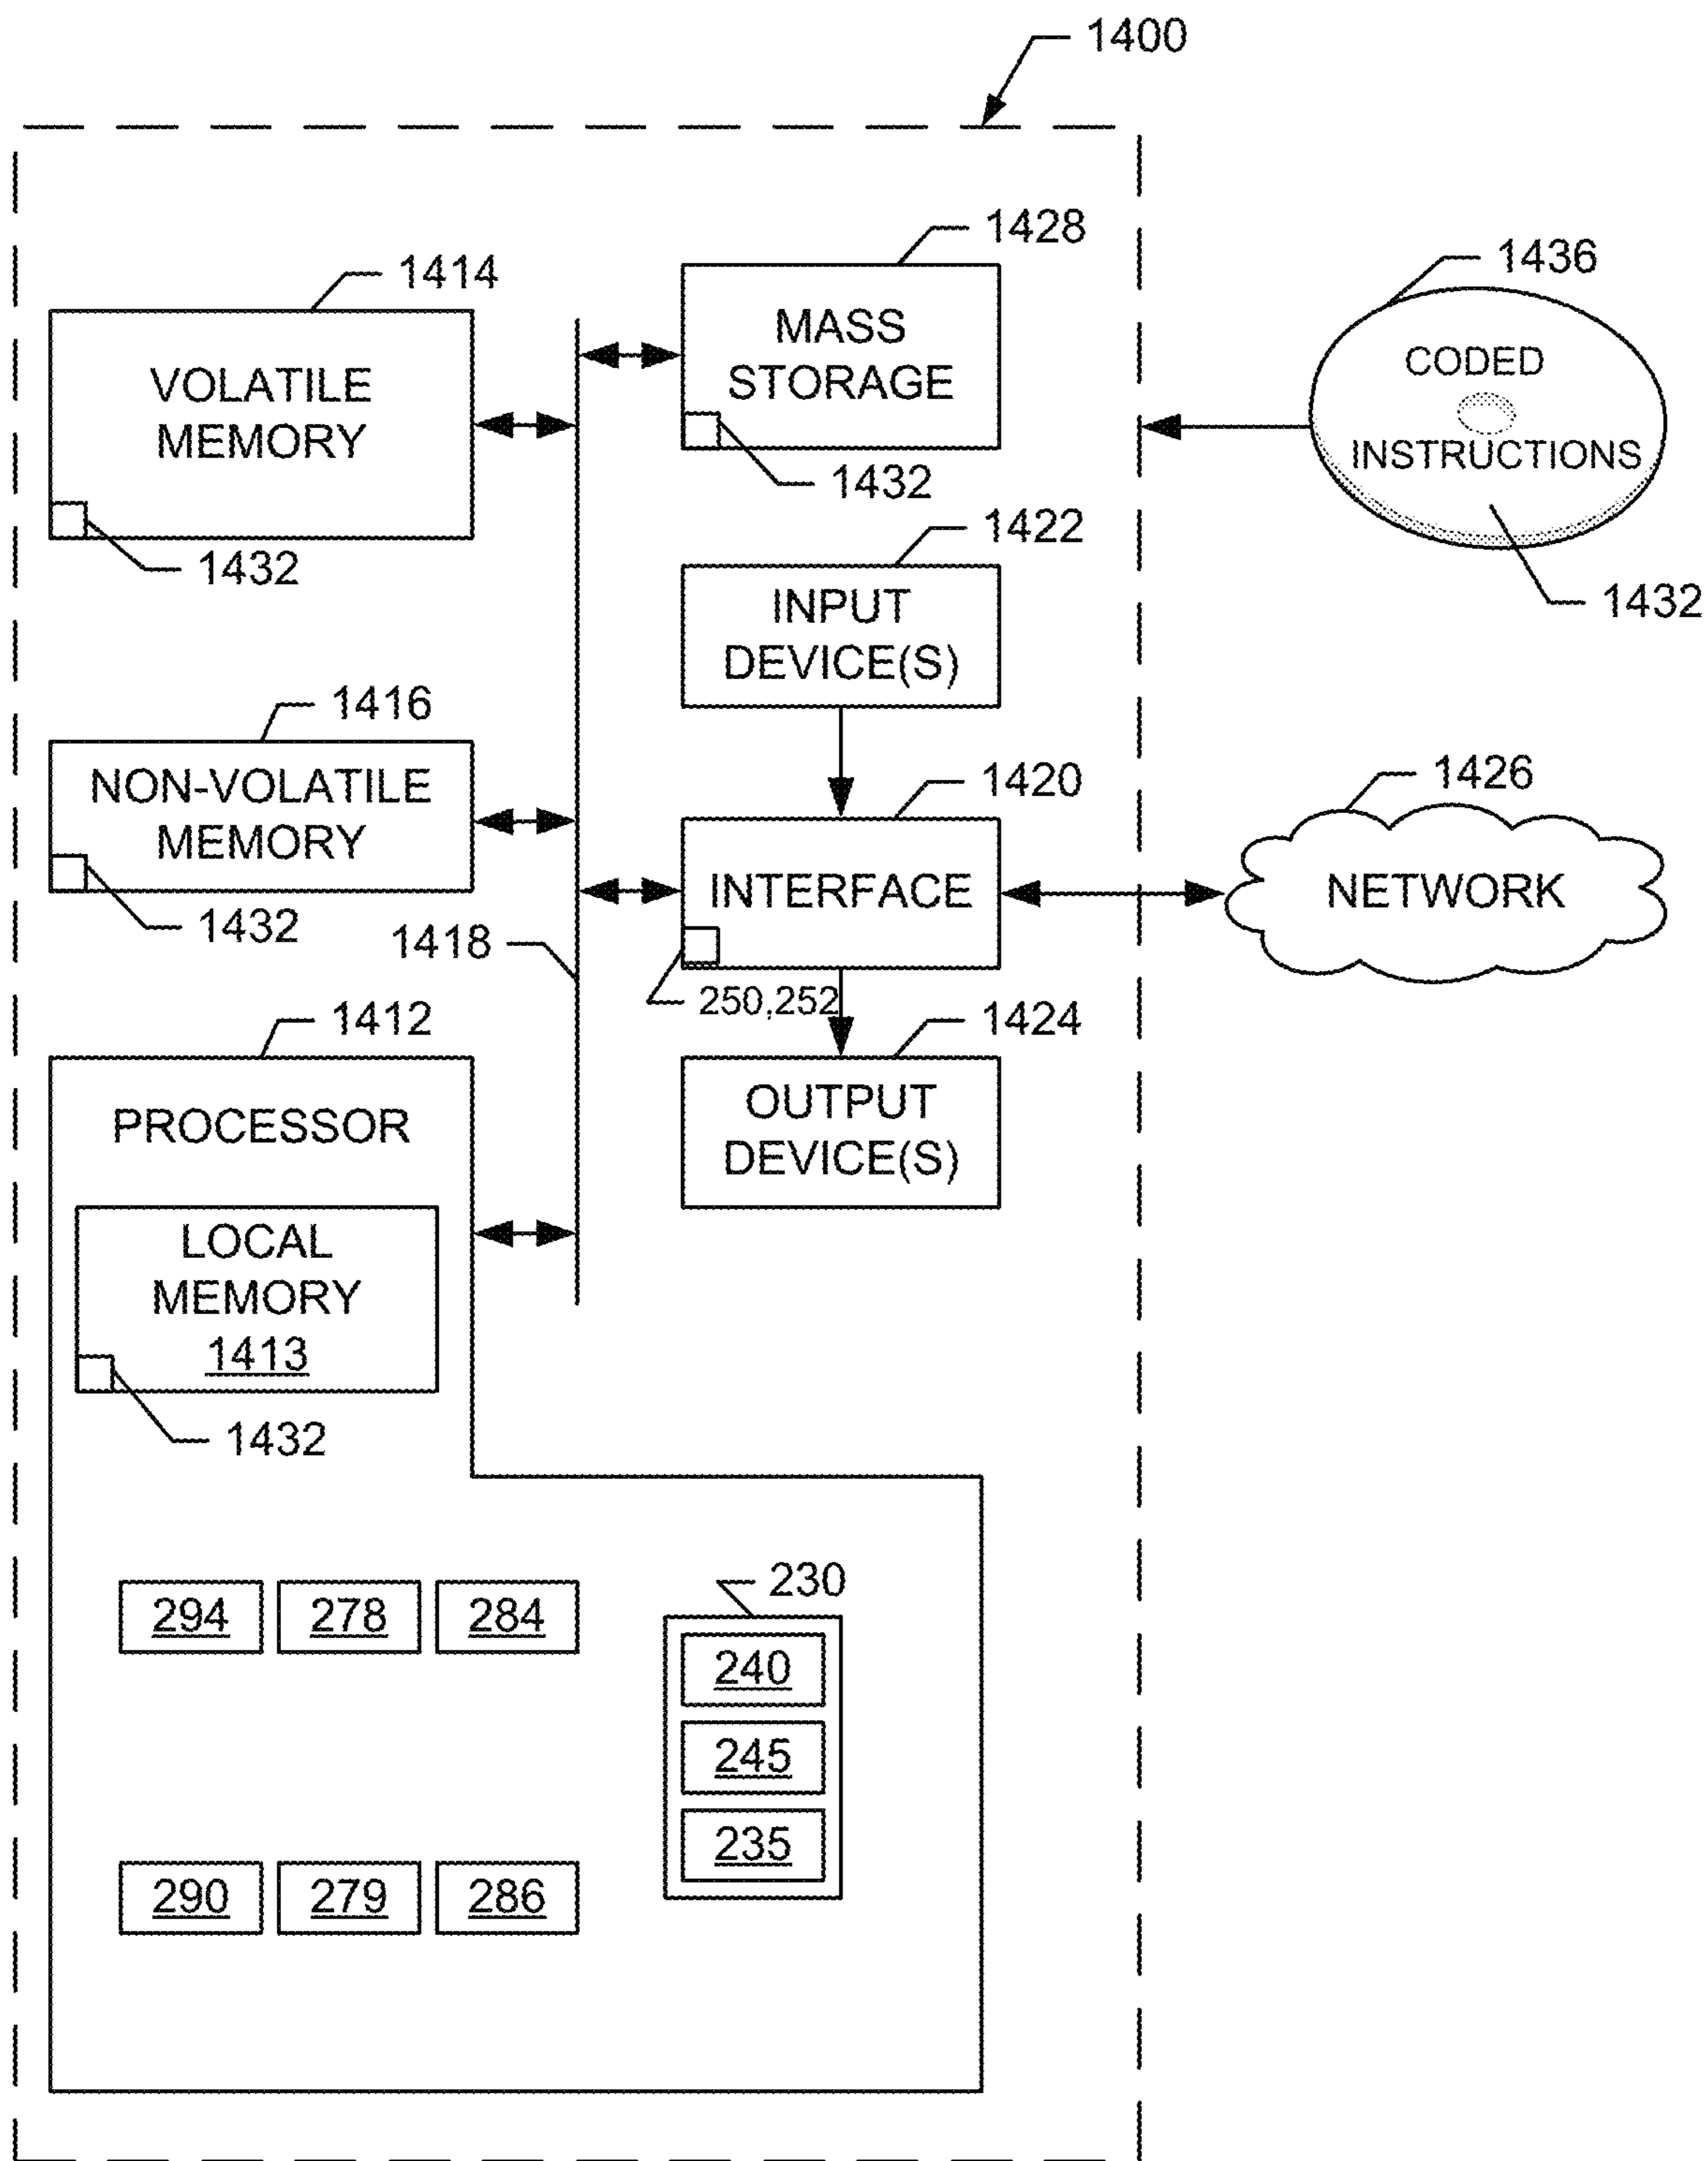 1400
1428
1414
1436
MASS
STORAGE
VOLATILE
MEMORY
CODED
INSTRUCTIONS
1432
1432
1422
1432
INPUT
DEVICE(S)
1416
1420
1426
NON-VOLATILE
MEMORY
INTERFACE
NETWORK
1432
1418
250,252
1412
1424
PROCESSOR
OUTPUT
DEVICE(S)
LOCAL
MEMORY
1413
1432
230
294 278 284
240
245
235
290 279 286